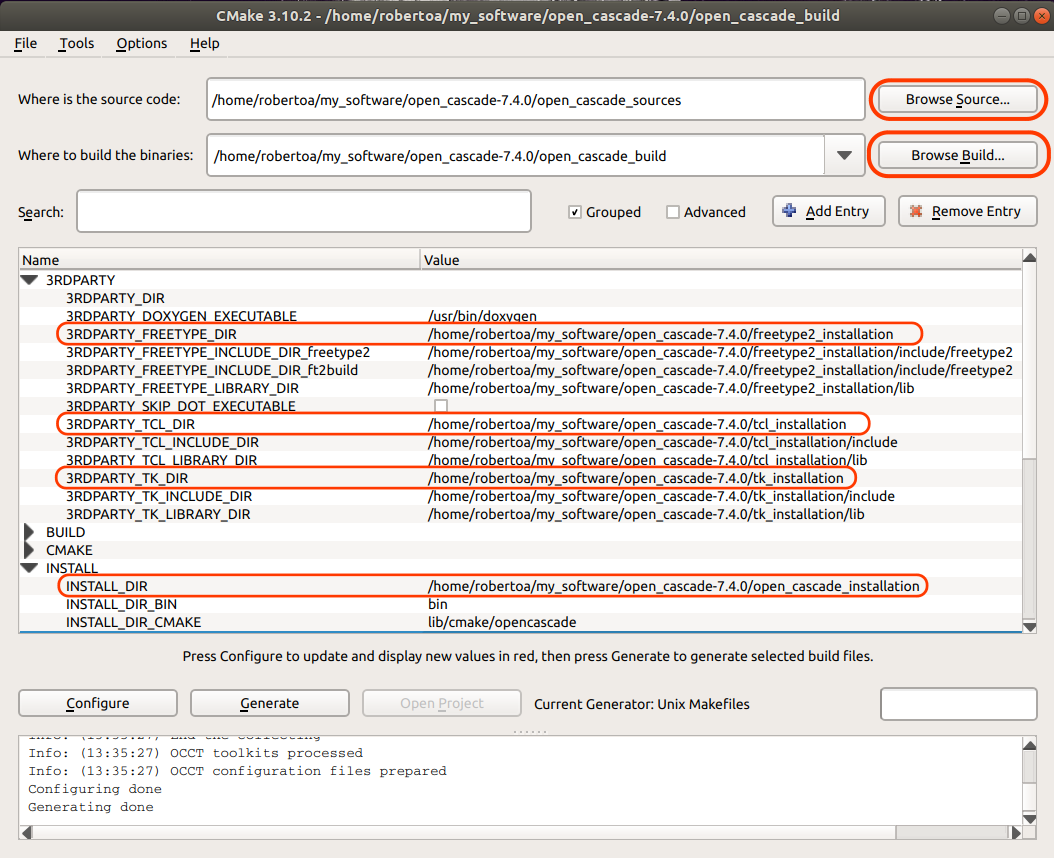 CMake 3.10.2 - /home/robertoa/my_software/open_cascade-7.4.0/open_cascade_build
File Tools Options Help
Where is the source code: /home/robertoa/my_software/open_cascade-7.4.0/open_cascade_sources Browse Source...
Where to build the binaries: /home/robertoa/my_software/open_cascade-7.4.0/open_cascade_build Browse Build...
Search: Grouped Advanced Add Entry Remove Entry
Name Value
3RDPARTY
3RDPARTY_DIR
3RDPARTY_DOXYGEN_EXECUTABLE /usr/bin/doxygen
3RDPARTY_FREETYPE_DIR /home/robertoa/my_software/open_cascade-7.4.0/freetype2_installation
3RDPARTY_FREETYPE_INCLUDE_DIR_freetype2 /home/robertoa/my_software/open_cascade-7.4.0/freetype2_installation/include/freetype2
3RDPARTY_FREETYPE_INCLUDE_DIR_ft2build /home/robertoa/my_software/open_cascade-7.4.0/freetype2_installation/include/freetype2
3RDPARTY_FREETYPE_LIBRARY_DIR /home/robertoa/my_software/open_cascade-7.4.0/freetype2_installation/lib
3RDPARTY_SKIP_DOT_EXECUTABLE
3RDPARTY_TCL_DIR /home/robertoa/my_software/open_cascade-7.4.0/tcl_installation
3RDPARTY_TCL_INCLUDE_DIR /home/robertoa/my_software/open_cascade-7.4.0/tcl_installation/include
3RDPARTY_TCL_LIBRARY_DIR /home/robertoa/my_software/open_cascade-7.4.0/tcl_installation/lib
3RDPARTY_TK_DIR /home/robertoa/my_software/open_cascade-7.4.0/tk_installation
3RDPARTY_TK_INCLUDE_DIR /home/robertoa/my_software/open_cascade-7.4.0/tk_installation/include
3RDPARTY_TK_LIBRARY_DIR /home/robertoa/my_software/open_cascade-7.4.0/tk_installation/lib
BUILD
CMAKE
INSTALL
INSTALL_DIR /home/robertoa/my_software/open_cascade-7.4.0/open_cascade_installation
INSTALL_DIR_BIN bin
INSTALL_DIR_CMAKE lib/cmake/opencascade
Press Configure to update and display new values in red, then press Generate to generate selected build files.
Configure Generate Open Project Current Generator: Unix Makefiles
Info: (13:35:27) End the collecting
Info: (13:35:27) OCCT toolkits processed
Info: (13:35:27) OCCT configuration files prepared
Configuring done
Generating done